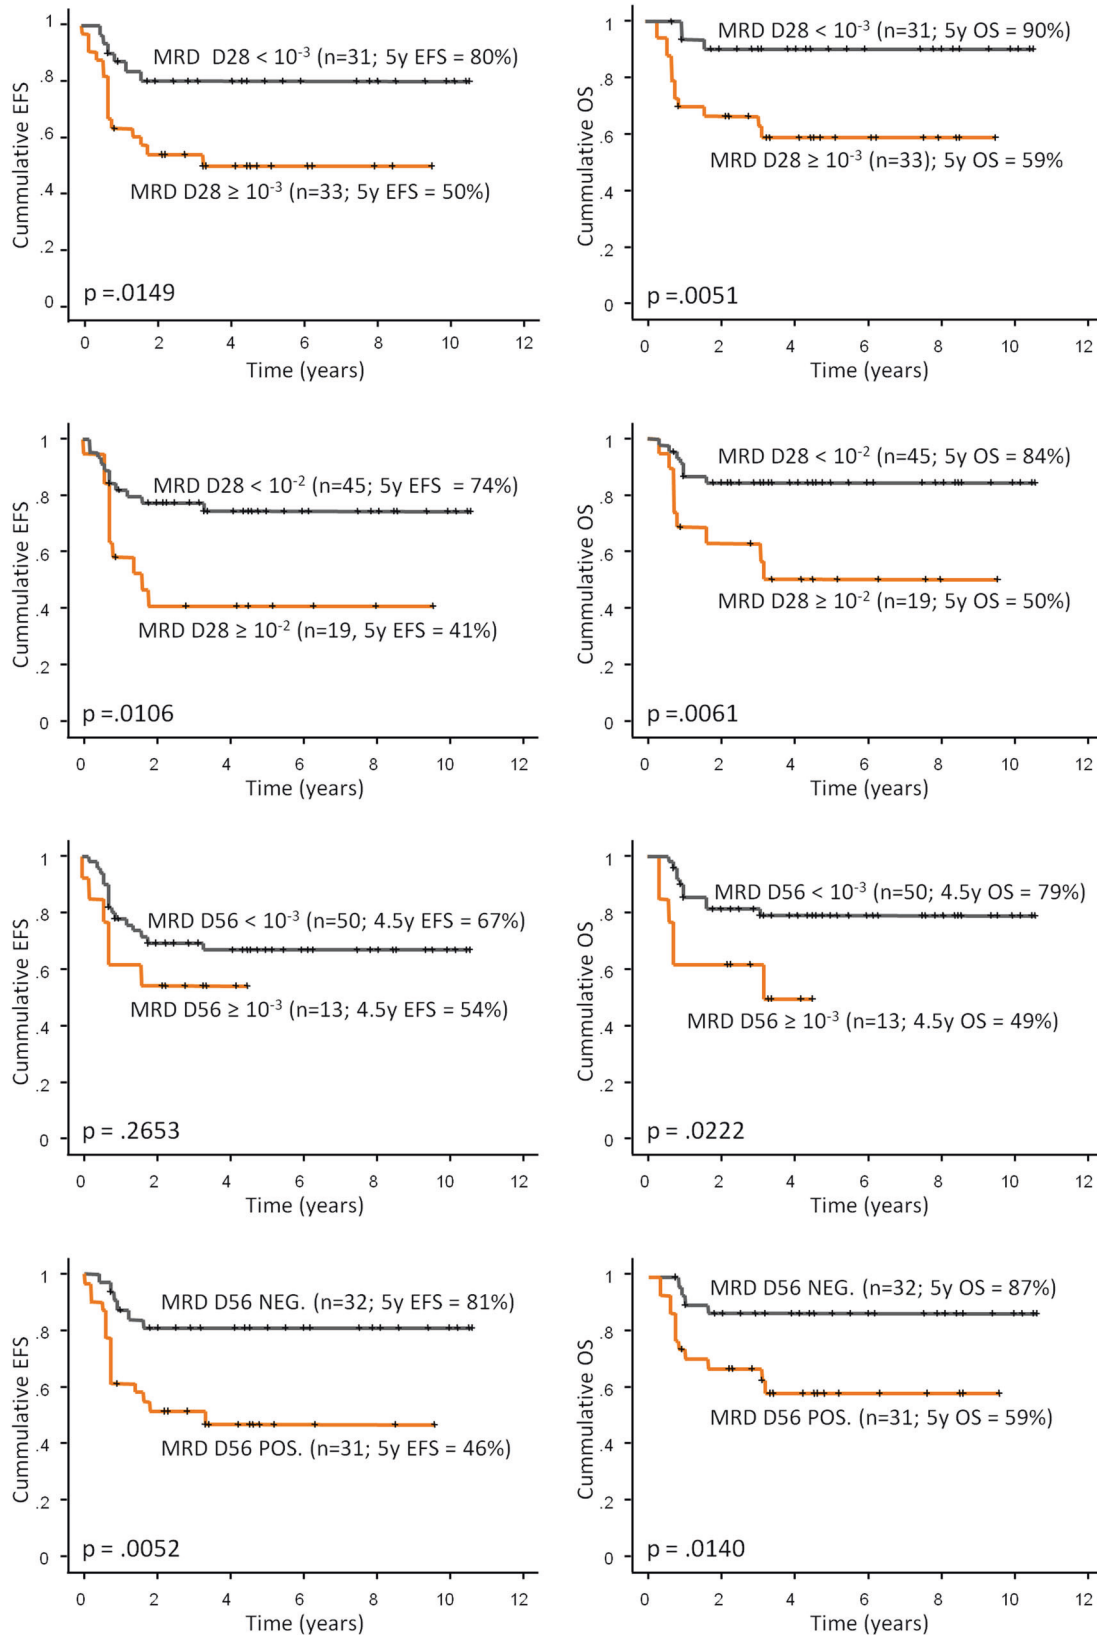 Cummulative EFS
1
.8
.6
.4
.2
0
MRD D28 < 10⁻³ (n=31; 5y EFS = 80%)
MRD D28 ≥ 10⁻³ (n=33; 5y EFS = 50%)
p =.0149
0 2 4 6 8 10 12
Time (years)
Cummulative OS
1
.8
.6
.4
.2
0
MRD D28 < 10⁻³ (n=31; 5y OS = 90%)
MRD D28 ≥ 10⁻³ (n=33); 5y OS = 59%
p =.0051
0 2 4 6 8 10 12
Time (years)
Cummulative EFS
1
.8
.6
.4
.2
0
MRD D28 < 10⁻² (n=45; 5y EFS = 74%)
MRD D28 ≥ 10⁻² (n=19, 5y EFS = 41%)
p =.0106
0 2 4 6 8 10 12
Time (years)
Cummulative OS
1
.8
.6
.4
.2
0
MRD D28 < 10⁻² (n=45; 5y OS = 84%)
MRD D28 ≥ 10⁻² (n=19; 5y OS = 50%)
p =.0061
0 2 4 6 8 10 12
Time (years)
Cummulative EFS
1
.8
.6
.4
.2
0
MRD D56 < 10⁻³ (n=50; 4.5y EFS = 67%)
MRD D56 ≥ 10⁻³ (n=13; 4.5y EFS = 54%)
p = .2653
0 2 4 6 8 10 12
Time (years)
Cummulative OS
1
.8
.6
.4
.2
0
MRD D56 < 10⁻³ (n=50; 4.5y OS = 79%)
MRD D56 ≥ 10⁻³ (n=13; 4.5y OS = 49%)
p = .0222
0 2 4 6 8 10 12
Time (years)
Cummulative EFS
1
.8
.6
.4
.2
0
MRD D56 NEG. (n=32; 5y EFS = 81%)
MRD D56 POS. (n=31; 5y EFS = 46%)
p = .0052
0 2 4 6 8 10 12
Time (years)
Cummulative OS
1
.8
.6
.4
.2
0
MRD D56 NEG. (n=32; 5y OS = 87%)
MRD D56 POS. (n=31; 5y OS = 59%)
p = .0140
0 2 4 6 8 10 12
Time (years)